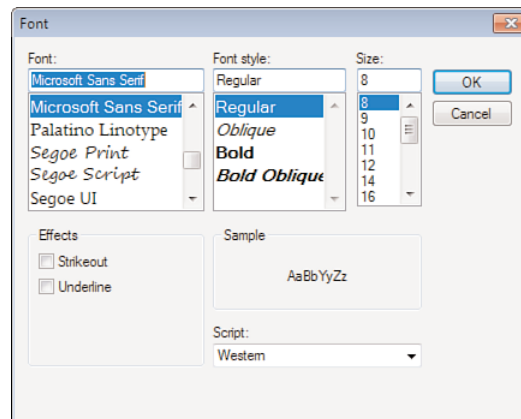 Font
Font:
Font style:
Size:
Microsoft Sans Serif
Regular
8
OK
Microsoft Sans Serif
Palatino Linotype
Segoe Print
Segoe Script
Segoe UI
Regular
Oblique
Bold
Bold Oblique
8
9
10
11
12
14
16
Cancel
Effects
Strikeout
Underline
Sample
AaBbYyZz
Script:
Western